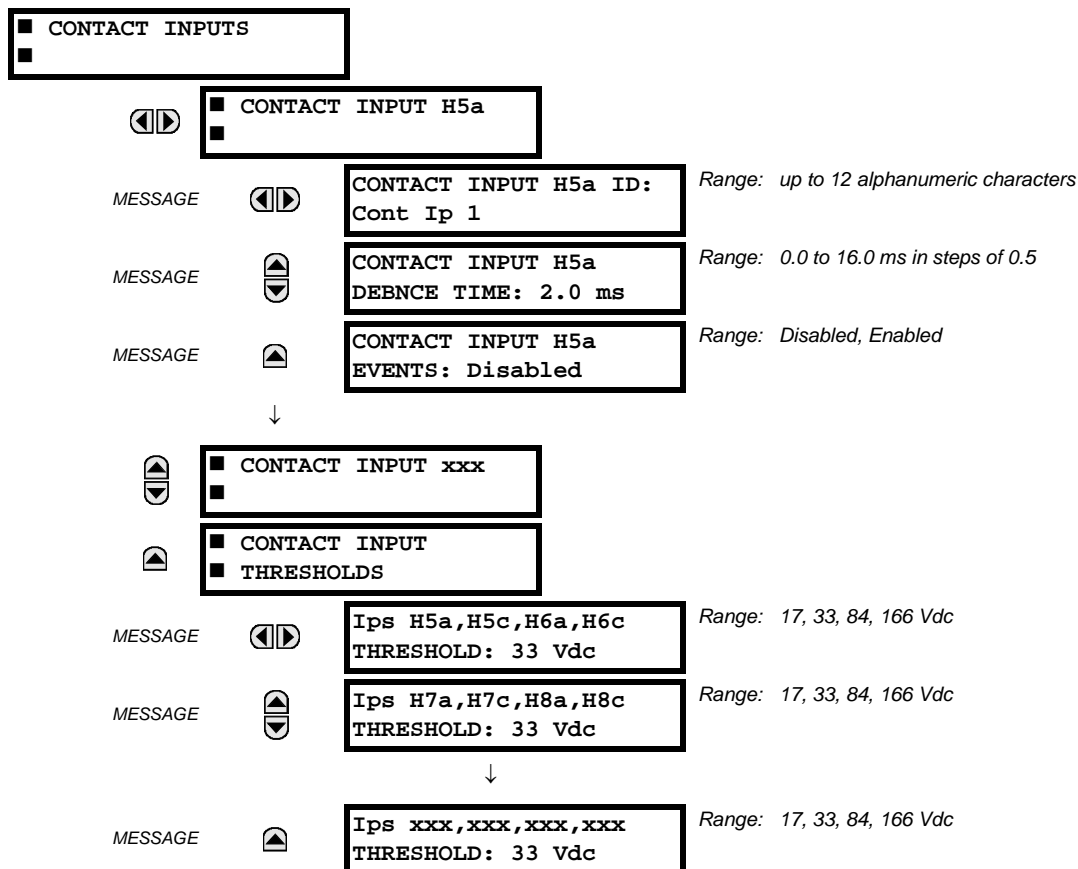 ■ CONTACT INPUTS
■
■ CONTACT INPUT H5a
■
MESSAGE
CONTACT INPUT H5a ID:
Cont Ip 1
Range: up to 12 alphanumeric characters
MESSAGE
CONTACT INPUT H5a
DEBNCE TIME: 2.0 ms
Range: 0.0 to 16.0 ms in steps of 0.5
MESSAGE
CONTACT INPUT H5a
EVENTS: Disabled
Range: Disabled, Enabled
↓
■ CONTACT INPUT xxx
■
■ CONTACT INPUT
■ THRESHOLDS
MESSAGE
Ips H5a,H5c,H6a,H6c
THRESHOLD: 33 Vdc
Range: 17, 33, 84, 166 Vdc
MESSAGE
Ips H7a,H7c,H8a,H8c
THRESHOLD: 33 Vdc
Range: 17, 33, 84, 166 Vdc
↓
MESSAGE
Ips xxx,xxx,xxx,xxx
THRESHOLD: 33 Vdc
Range: 17, 33, 84, 166 Vdc